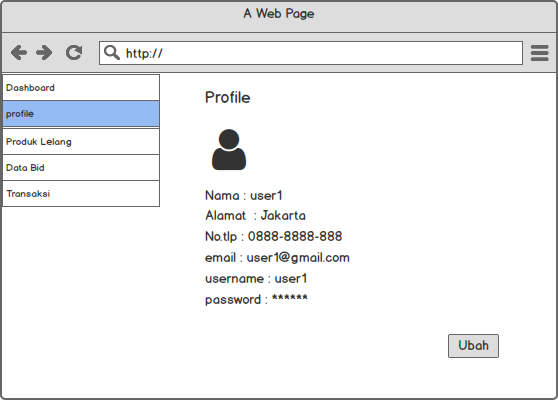 A Web Page
http://
Dashboard
profile
Produk Lelang
Data Bid
Transaksi
Profile
Nama : user1
Alamat : Jakarta
No.tlp : 0888-8888-888
email : user1@gmail.com
username : user1
password : ******
Ubah